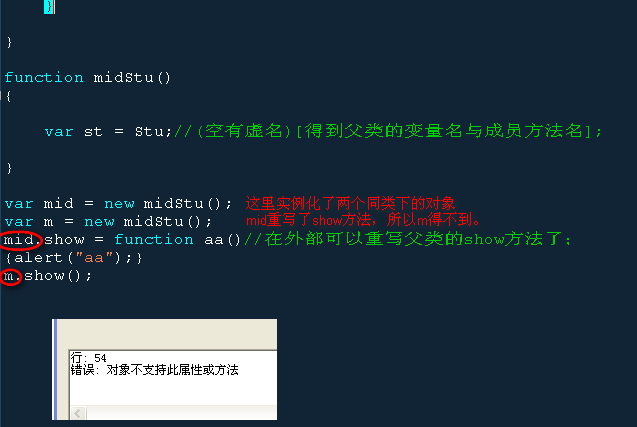 }
}
function midStu()
{
var st = Stu;//(空有虚名)[得到父类的变量名与成员方法名];
}
var mid = new midStu(); 这里实例化了两个同类下的对象
var m = new midStu(); mid重写了show方法，所以m得不到。
mid.show = function aa()//在外部可以重写父类的show方法了;
{alert("aa");}
m.show();
行: 54
错误: 对象不支持此属性或方法